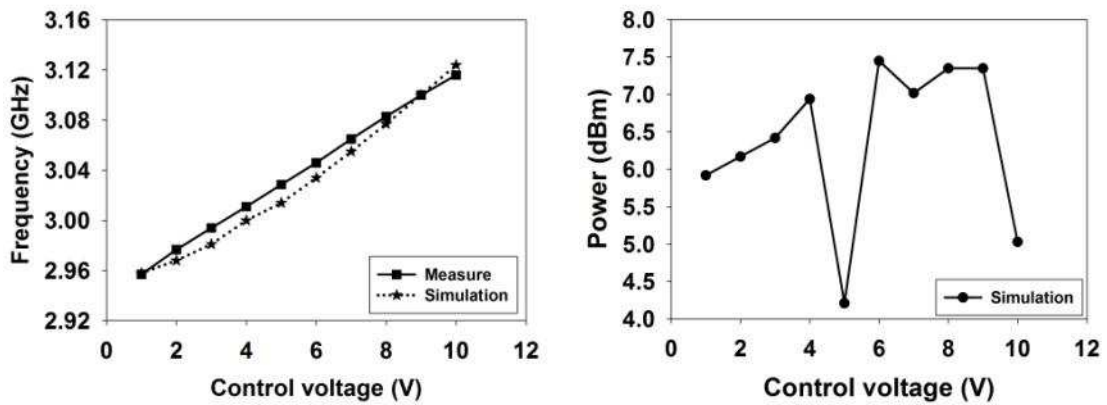 3.16
3.12
3.08
3.04
3.00
2.96
2.92
Frequency (GHz)
Measure
Simulation
0 2 4 6 8 10 12
Control voltage (V)
8.0
7.5
7.0
6.5
6.0
5.5
5.0
4.5
4.0
Power (dBm)
Simulation
0 2 4 6 8 10 12
Control voltage (V)